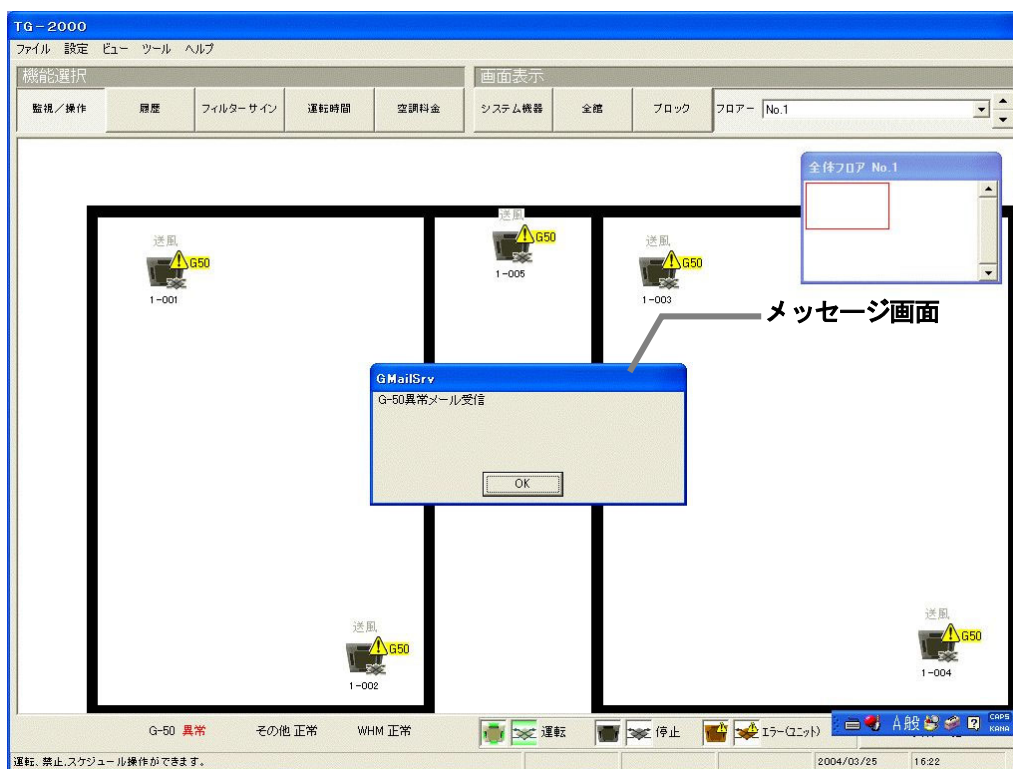 TG-2000
ファイル 設定 ビュー ツール ヘルプ
機能選択 画面表示
監視/操作 履歴 フィルターサイン 運転時間 空調料金 システム機器 全館 ブロック フロアー No.1
全体フロア No.1
送風
G50
1-005
送風
G50
1-001
送風
G50
1-003
メッセージ画面
GMailSrv
G-50異常メール受信
OK
送風
G50
1-004
送風
G50
1-002
G-50 異常 その他 正常 WHM 正常 運転 停止 エラー(ユニット)
A般 CAPS
KANA
運転、禁止、スケジュール操作ができます。 2004/03/25 16:22